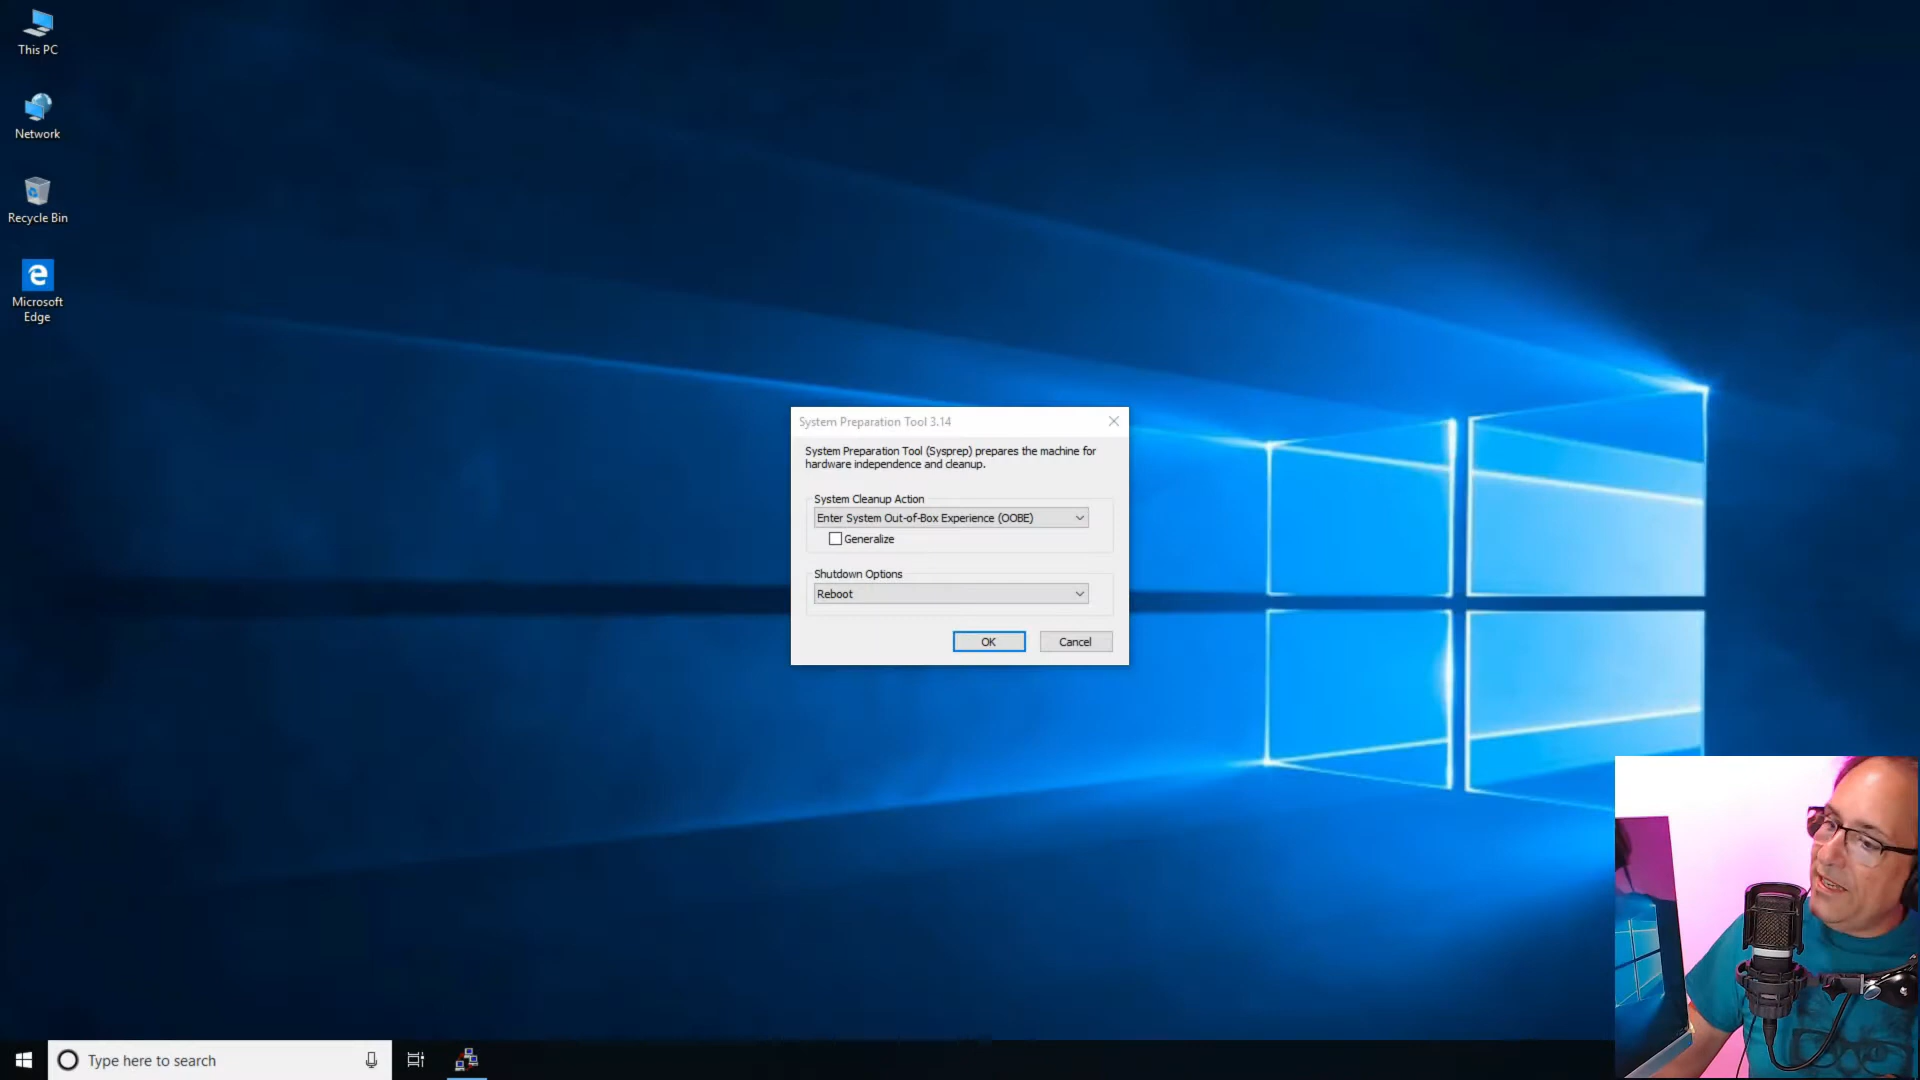 This PC
Network
Recycle Bin
Microsoft
Edge
System Preparation Tool 3.14
System Preparation Tool (Sysprep) prepares the machine for
hardware independence and cleanup.
System Cleanup Action
Enter System Out-of-Box Experience (OOBE)
Generalize
Shutdown Options
Reboot
OK
Cancel
Type here to search